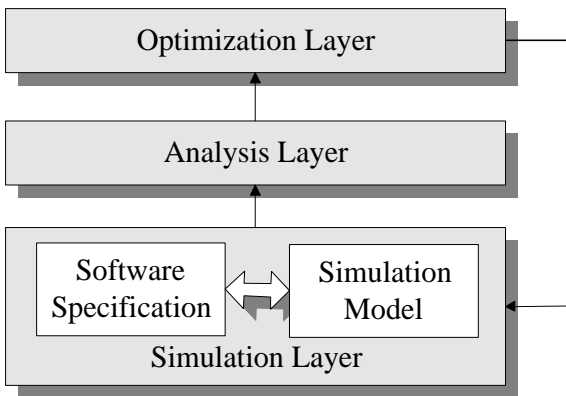 Optimization Layer
Analysis Layer
Software
Specification
Simulation
Model
Simulation Layer